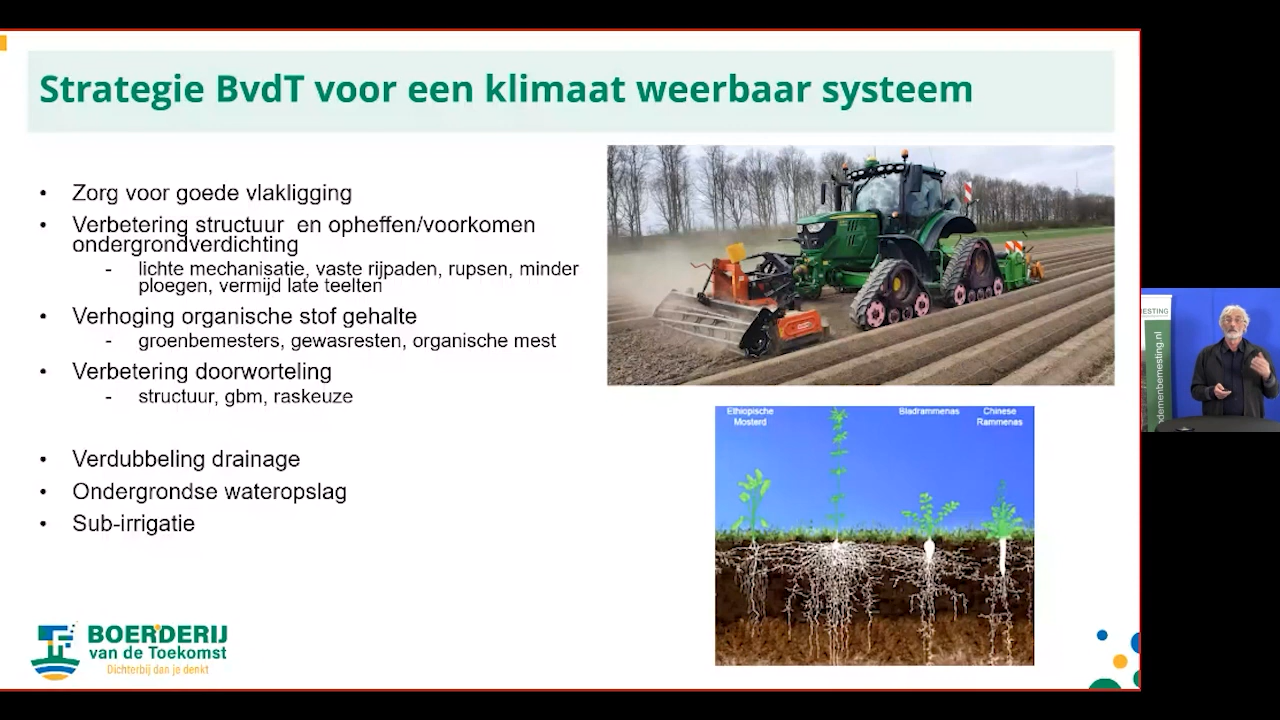 Strategie BvdT voor een klimaat weerbaar systeem
• Zorg voor goede vlakligging
• Verbetering structuur en opheffen/voorkomen
ondergrondverdichting
- lichte mechanisatie, vaste rijpaden, rupsen, minder
ploegen, vermijd late teelten
• Verhoging organische stof gehalte
- groenbemesters, gewasresten, organische mest
• Verbetering doorworteling
- structuur, gbm, raskeuze
• Verdubbeling drainage
• Ondergrondse wateropslag
• Sub-irrigatie
Ethiopische
Mosterd
Bladrammenas
Chinese
Rammenas
BOERDERIJ
van de Toekomst
Dichterbij dan je denkt
MESTING
demenbemesting.nl